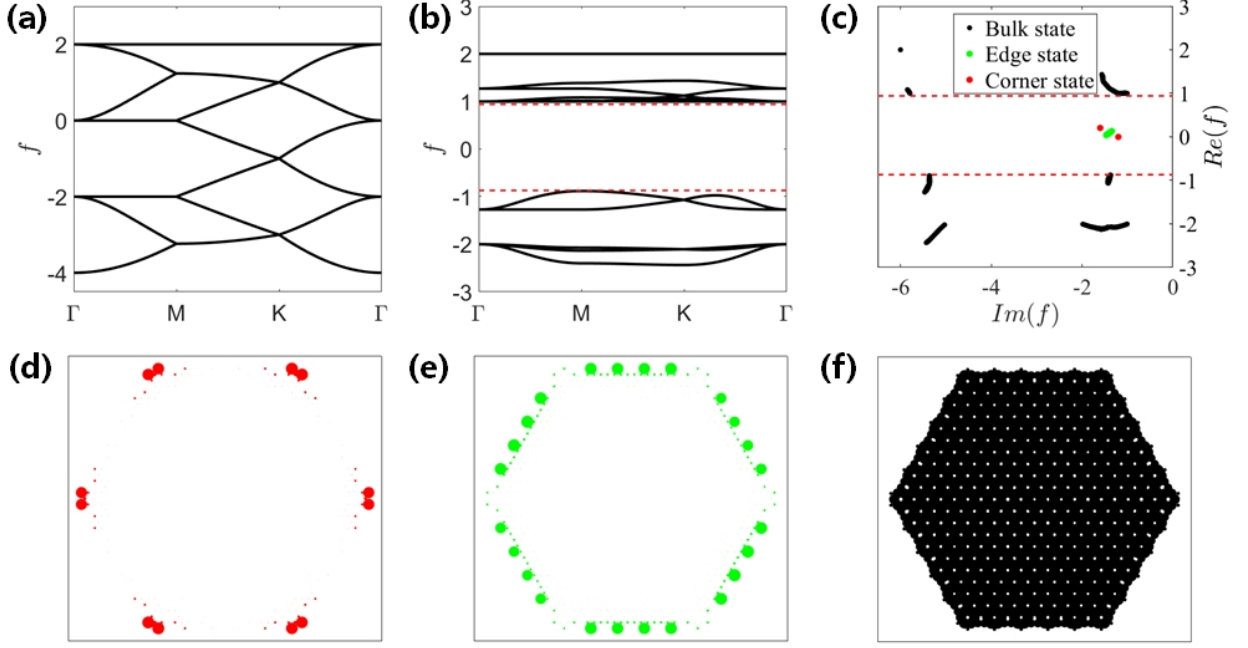 (a)
2
0
-2
-4
f
Γ
M
K
Γ
(b)
3
2
1
0
-1
-2
-3
f
Γ
M
K
Γ
(c)
Bulk state
Edge state
Corner state
3
2
1
0
-1
-2
-3
Re(f)
-6
-4
-2
0
Im(f)
(d)
(e)
(f)